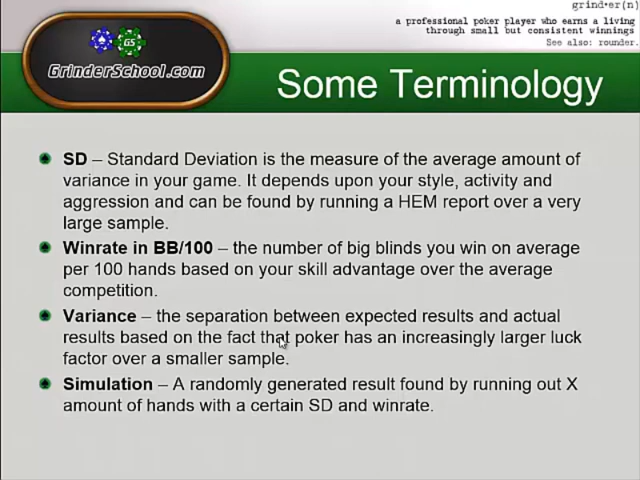 grind•er(n)
a professional poker player who earns a living
through small but consistent winnings
See also: rounder.
GS
GrinderSchool.com
Some Terminology
SD – Standard Deviation is the measure of the average amount of
variance in your game. It depends upon your style, activity and
aggression and can be found by running a HEM report over a very
large sample.
Winrate in BB/100 – the number of big blinds you win on average
per 100 hands based on your skill advantage over the average
competition.
Variance – the separation between expected results and actual
results based on the fact that poker has an increasingly larger luck
factor over a smaller sample.
Simulation – A randomly generated result found by running out X
amount of hands with a certain SD and winrate.